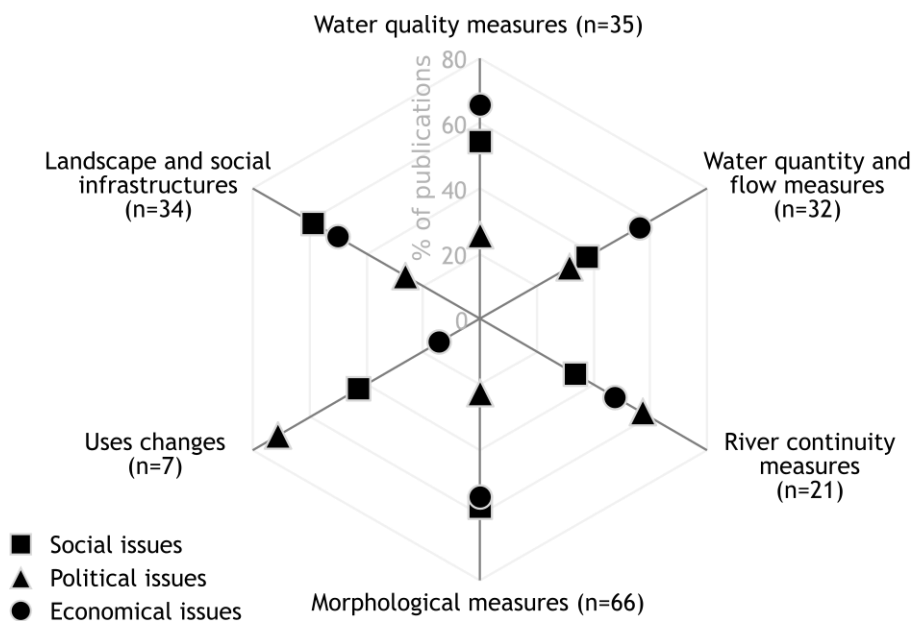 Water quality measures (n=35)
80
% of publications
60
Landscape and social
infrastructures
(n=34)
Water quantity and
flow measures
(n=32)
40
20
0
Uses changes
(n=7)
River continuity
measures
(n=21)
Social issues
Political issues
Economical issues
Morphological measures (n=66)